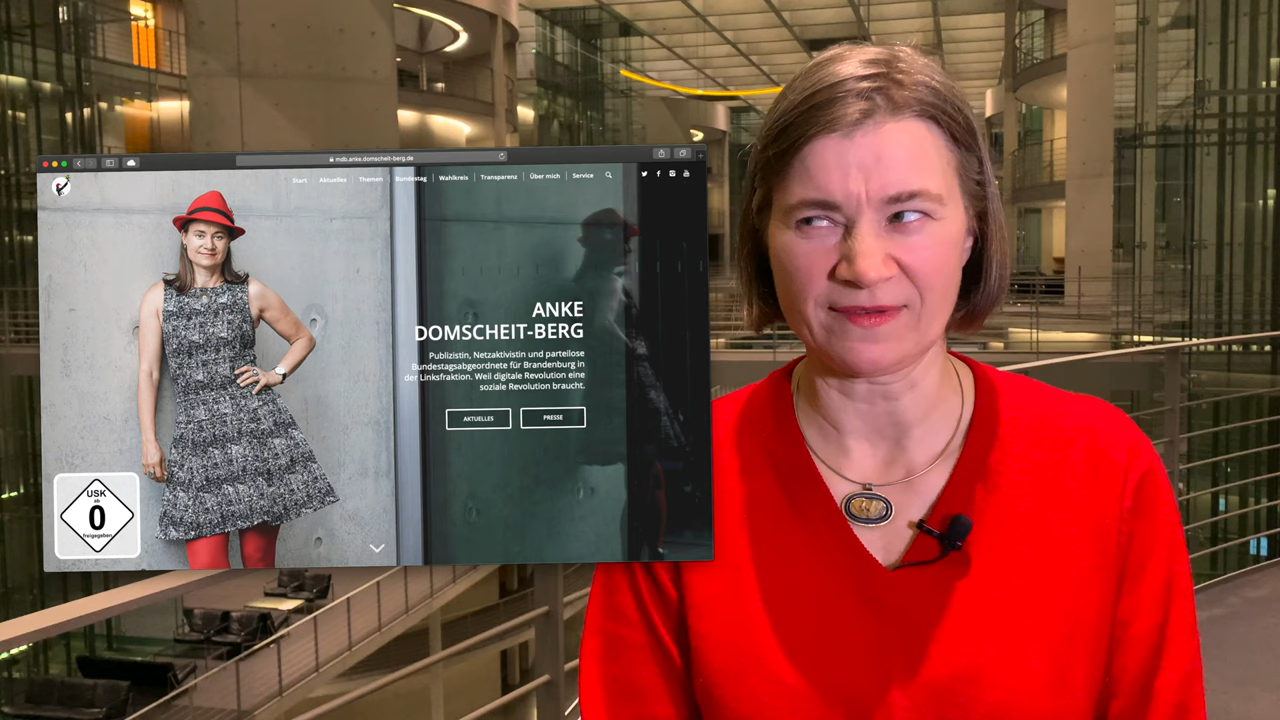 mdb.anke.domscheit-berg.de
Start Aktuelles Themen Bundestag Wahlkreis Transparenz Über mich Service
ANKE
DOMSCHEIT-BERG
Publizistin, Netzaktivistin und parteilose
Bundestagsabgeordnete für Brandenburg in
der Linksfraktion. Weil digitale Revolution eine
soziale Revolution braucht.
AKTUELLES PRESSE
USK
ab
0
freigegeben